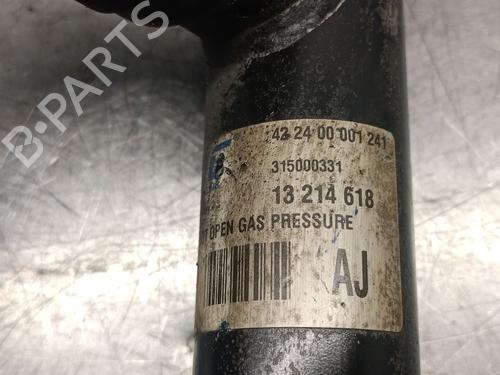 42 24 00 001 241
315000331
13 214 618
OPEN GAS PRESSURE
AJ
B-PARTS